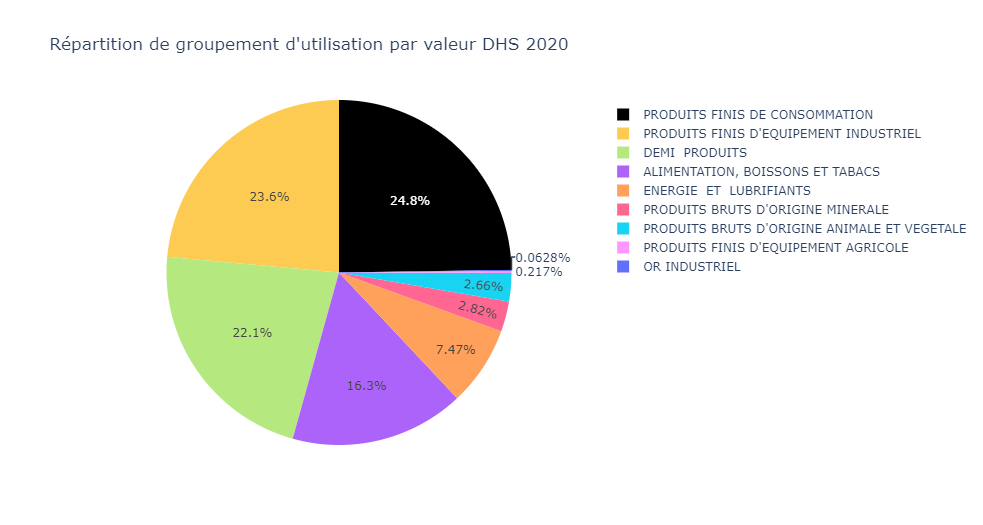 Répartition de groupement d'utilisation par valeur DHS 2020
PRODUITS FINIS DE CONSOMMATION
PRODUITS FINIS D'EQUIPEMENT INDUSTRIEL
DEMI  PRODUITS
ALIMENTATION, BOISSONS ET TABACS
ENERGIE  ET  LUBRIFIANTS
PRODUITS BRUTS D'ORIGINE MINERALE
PRODUITS BRUTS D'ORIGINE ANIMALE ET VEGETALE
PRODUITS FINIS D'EQUIPEMENT AGRICOLE
OR INDUSTRIEL
23.6%
24.8%
0.0628%
0.217%
2.66%
2.82%
22.1%
7.47%
16.3%